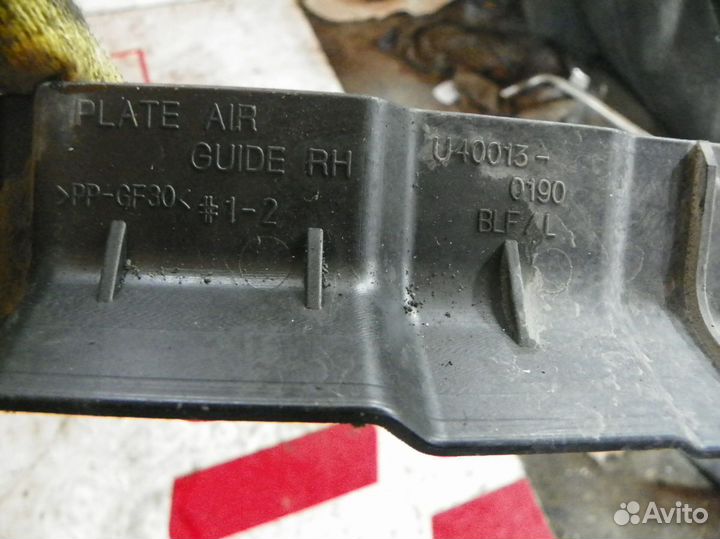 PLATE AIR
GUIDE RH
>PP-GF30< #1-2
U40013-
0190
BLF/L
Avito